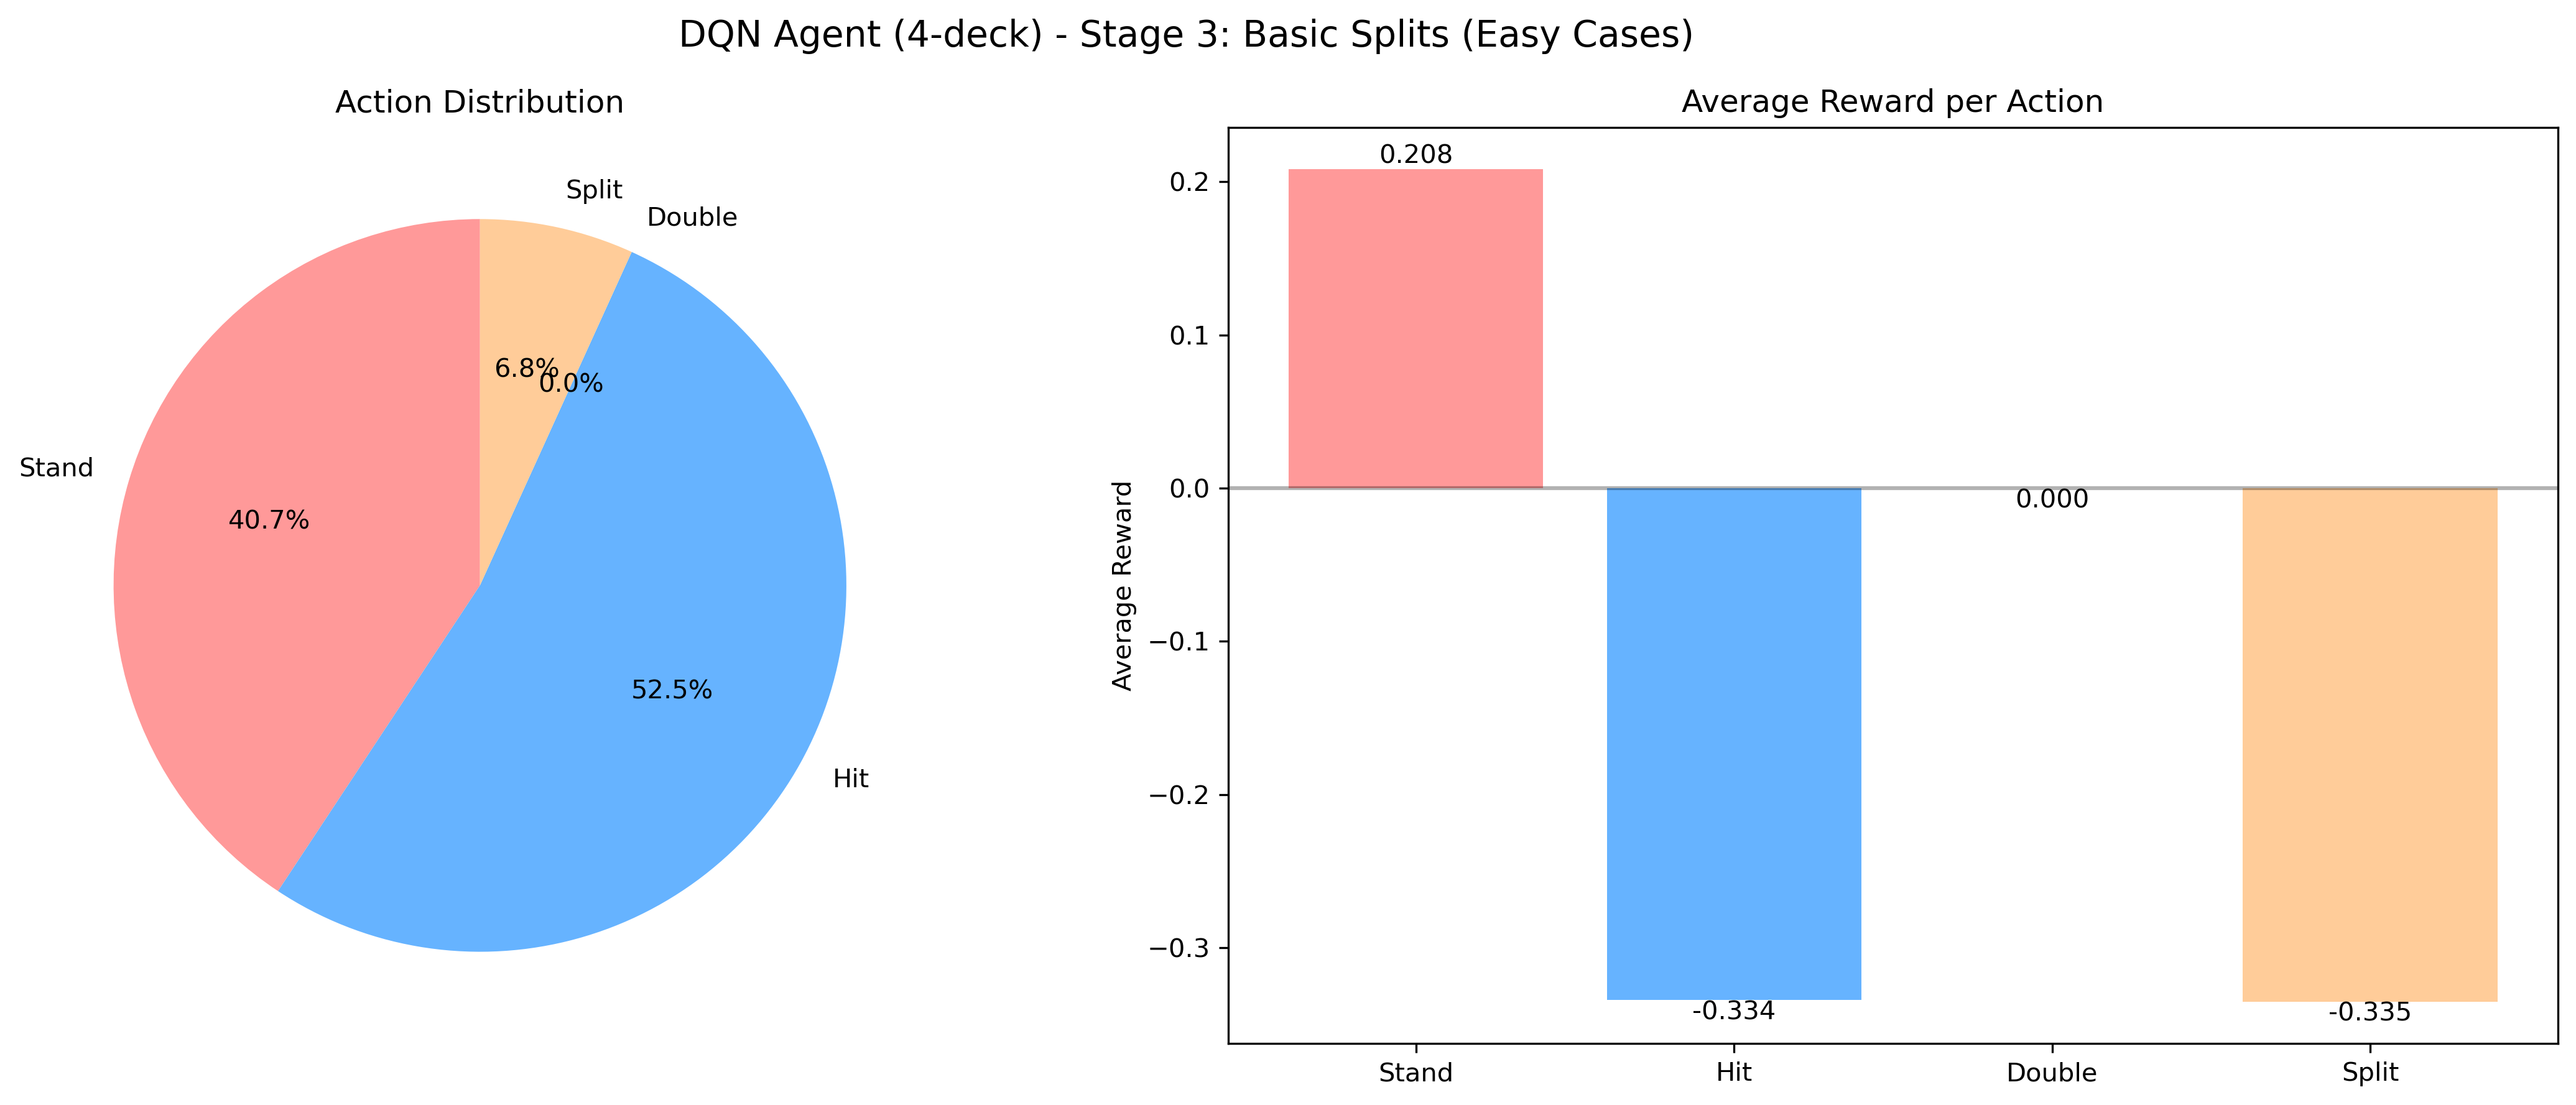 DQN Agent (4-deck) - Stage 3: Basic Splits (Easy Cases)
Action Distribution
Split
Double
6.8%
0.0%
Stand
40.7%
52.5%
Hit
Average Reward per Action
0.208
0.2
0.1
0.0
0.000
−0.1
Average Reward
−0.2
−0.3
-0.334
-0.335
Stand
Hit
Double
Split